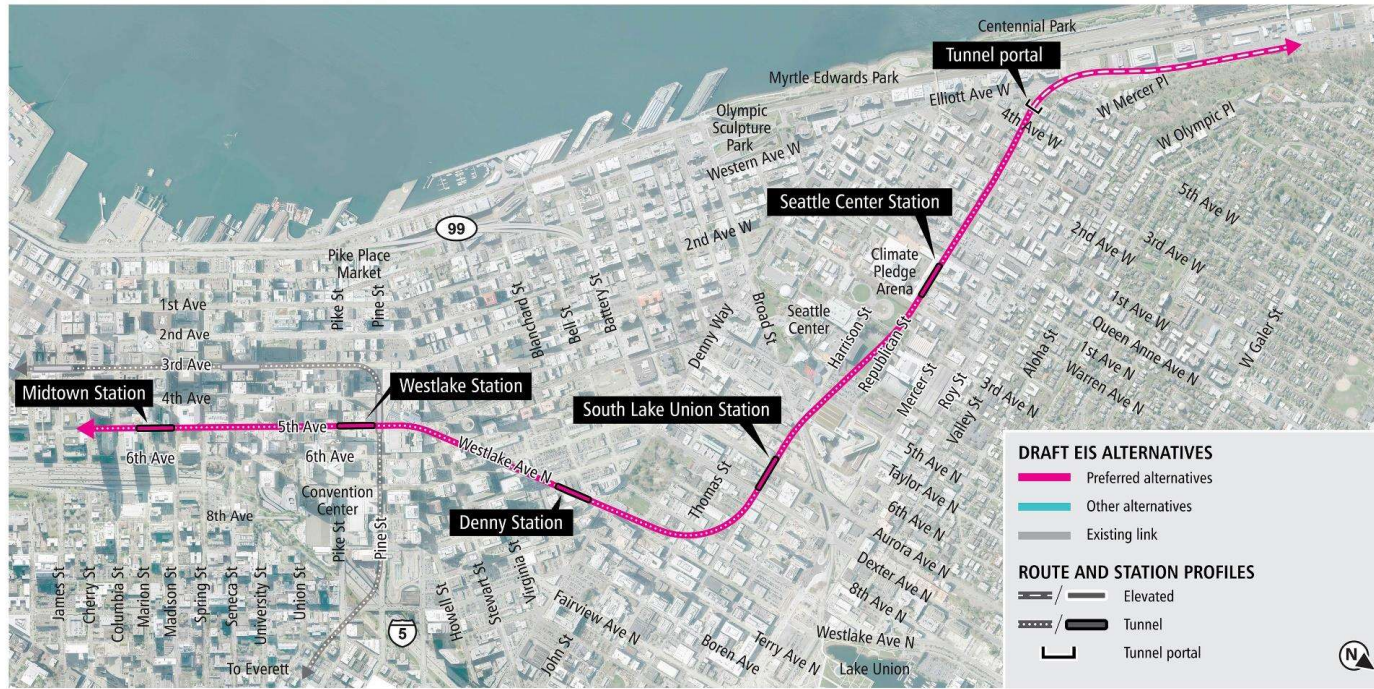 Centennial Park
Tunnel portal
Myrtle Edwards Park
Elliott Ave W
W Mercer Pl
4th Ave W
W Olympic Pl
Olympic
Sculpture
Park
Western Ave W
5th Ave W
Seattle Center Station
99
2nd Ave W
2nd Ave W
3rd Ave W
Pike Place
Market
Climate
Pledge
Arena
1st Ave
Pike St
Pine St
Blanchard St
Bell St
Battery St
Denny Way
Broad St
Seattle
Center
Harrison St
Republican St
1st Ave W
Queen Anne Ave N
1st Ave N
Warren Ave N
W Galer St
Aloha St
2nd Ave
3rd Ave
Midtown Station
4th Ave
Westlake Station
Mercer St
Roy St
Valley St
3rd Ave N
South Lake Union Station
5th Ave
6th Ave
6th Ave
Westlake Ave N
Thomas St
Convention
Center
8th Ave
Pike St
Pine St
Denny Station
5th Ave N
Taylor Ave N
6th Ave N
Aurora Ave N
Dexter Ave N
8th Ave N
James St
Cherry St
Columbia St
Marion St
Madison St
Spring St
Seneca St
University St
Union St
5
Howell St
Stewart St
Virginia St
John St
Fairview Ave N
Boren Ave
Terry Ave N
Westlake Ave N
Lake Union
To Everett
DRAFT EIS ALTERNATIVES
Preferred alternatives
Other alternatives
Existing link
ROUTE AND STATION PROFILES
Elevated
Tunnel
Tunnel portal
N